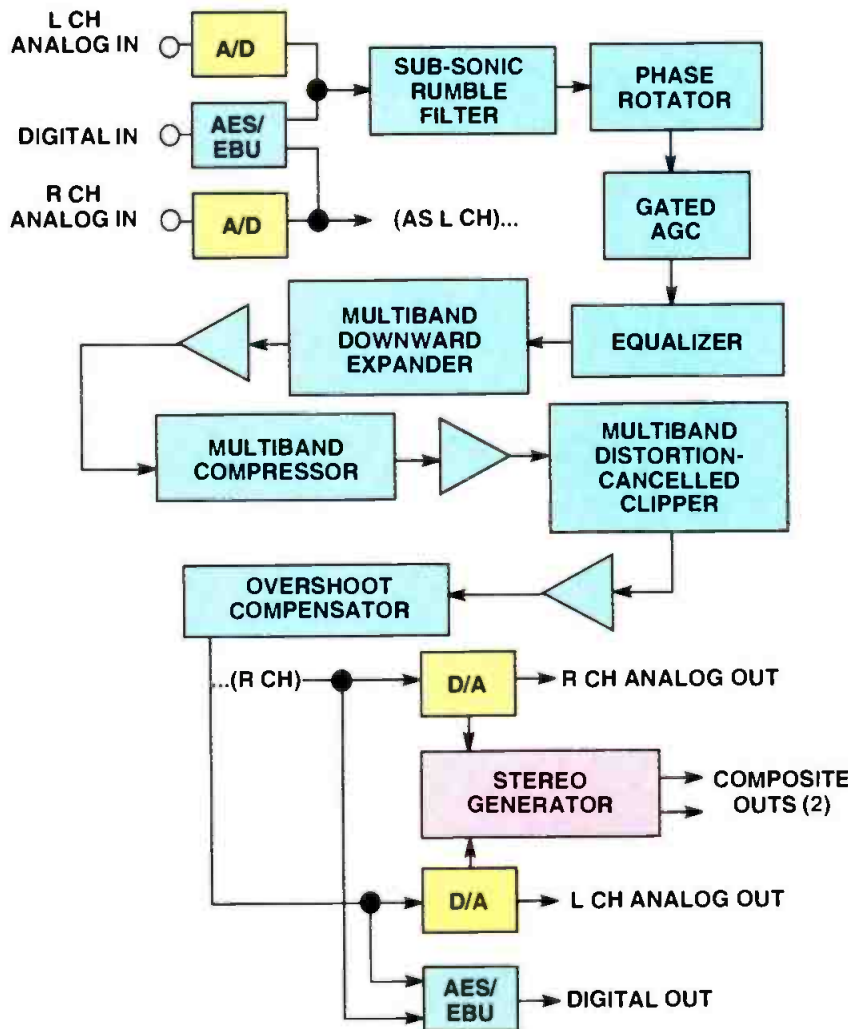 L CH
ANALOG IN
A/D
SUB-SONIC
RUMBLE
FILTER
PHASE
ROTATOR
DIGITAL IN
AES/
EBU
R CH
ANALOG IN
A/D
(AS L CH)...
GATED
AGC
MULTIBAND
DOWNWARD
EXPANDER
EQUALIZER
MULTIBAND
COMPRESSOR
MULTIBAND
DISTORTION-
CANCELLED
CLIPPER
OVERSHOOT
COMPENSATOR
...(R CH)
D/A
R CH ANALOG OUT
STEREO
GENERATOR
COMPOSITE
OUTS (2)
D/A
L CH ANALOG OUT
AES/
EBU
DIGITAL OUT